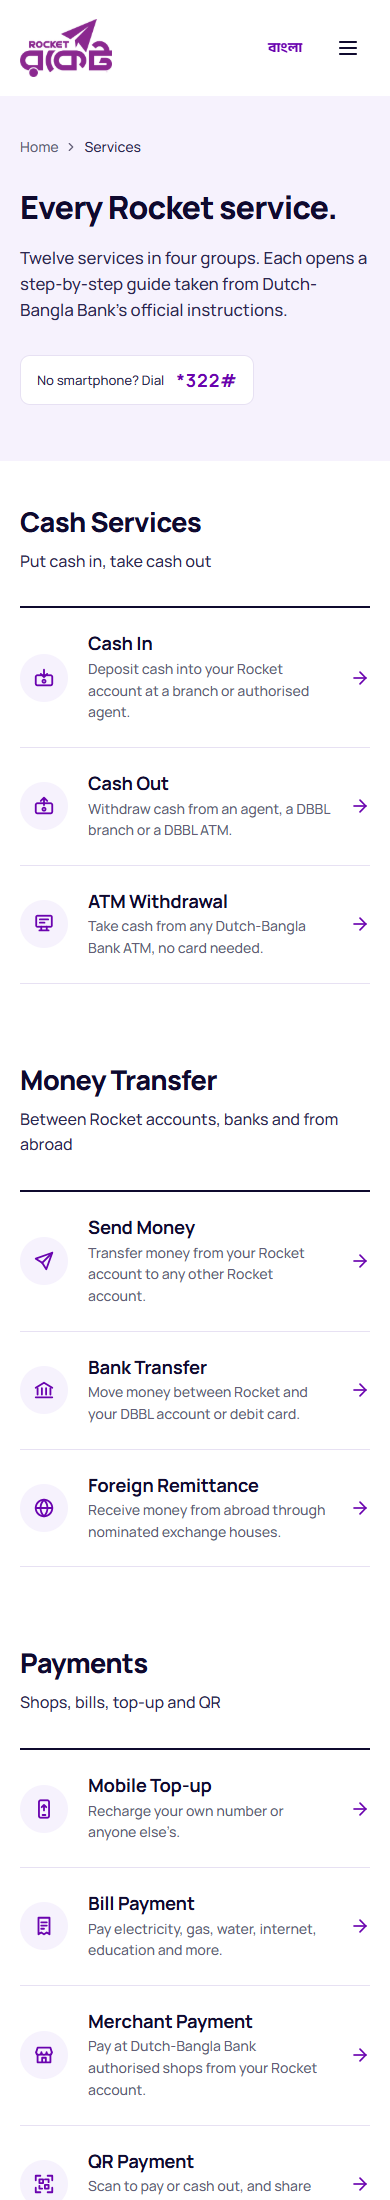 ROCKET
রকেট
বাংলা
Home > Services
Every Rocket service.
Twelve services in four groups. Each opens a
step-by-step guide taken from Dutch-
Bangla Bank's official instructions.
No smartphone? Dial *322#
Cash Services
Put cash in, take cash out
Cash In
Deposit cash into your Rocket
account at a branch or authorised
agent.
Cash Out
Withdraw cash from an agent, a DBBL
branch or a DBBL ATM.
ATM Withdrawal
Take cash from any Dutch-Bangla
Bank ATM, no card needed.
Money Transfer
Between Rocket accounts, banks and from
abroad
Send Money
Transfer money from your Rocket
account to any other Rocket
account.
Bank Transfer
Move money between Rocket and
your DBBL account or debit card.
Foreign Remittance
Receive money from abroad through
nominated exchange houses.
Payments
Shops, bills, top-up and QR
Mobile Top-up
Recharge your own number or
anyone else's.
Bill Payment
Pay electricity, gas, water, internet,
education and more.
Merchant Payment
Pay at Dutch-Bangla Bank
authorised shops from your Rocket
account.
QR Payment
Scan to pay or cash out, and share